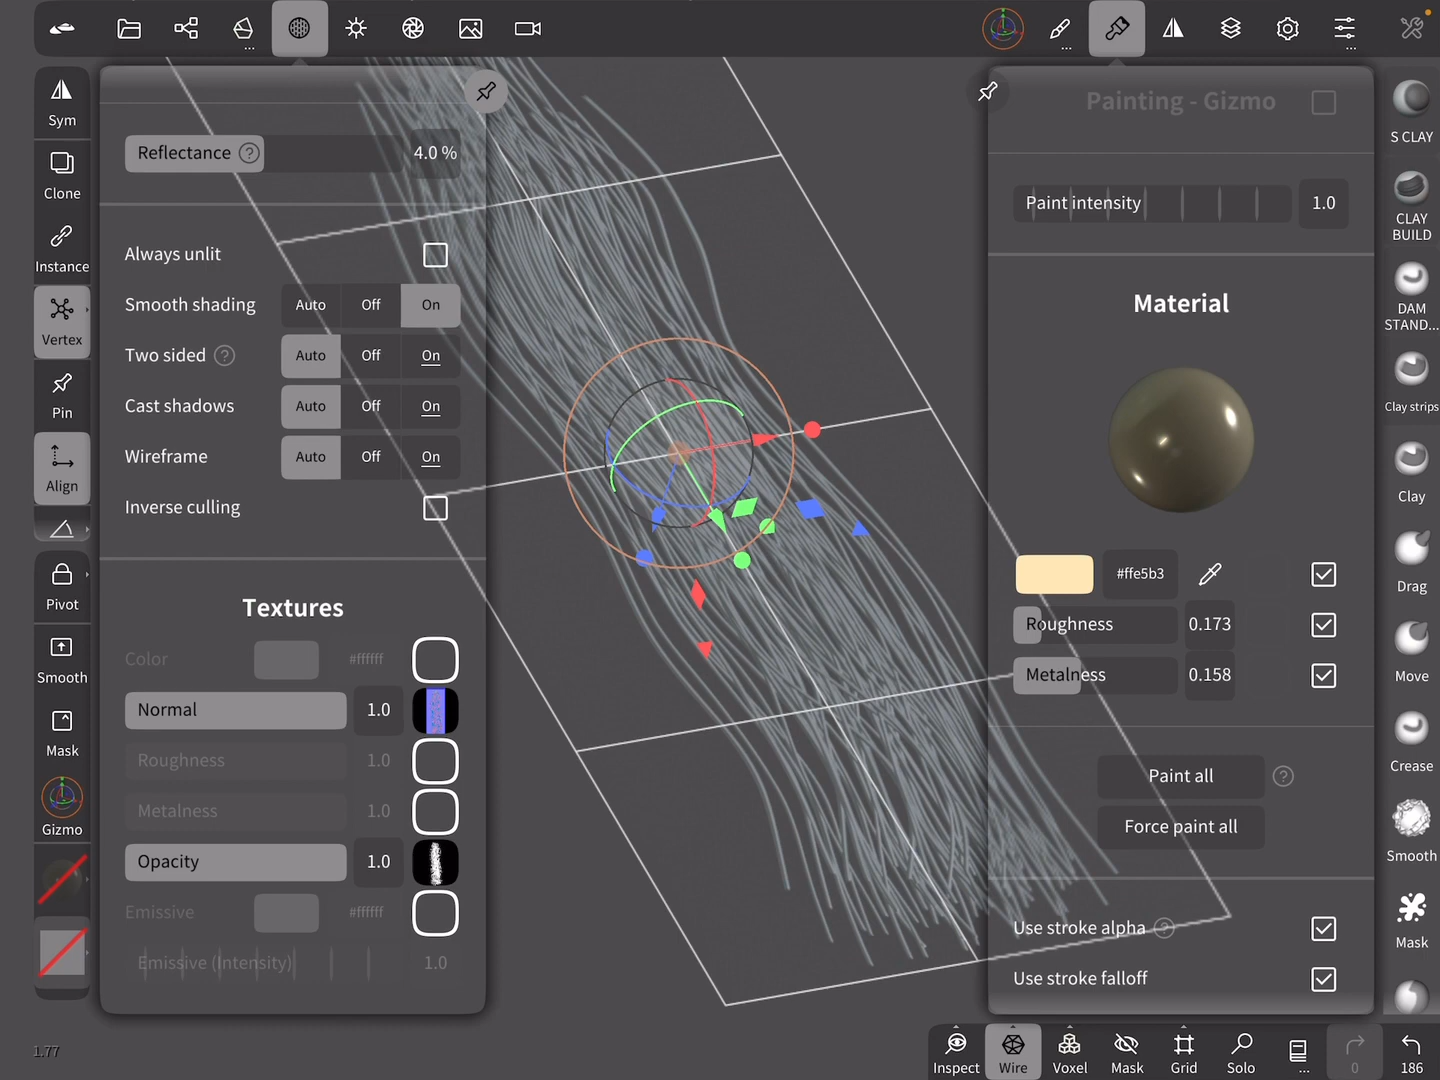 Sym
Clone
Instance
Vertex
Pin
Align
Pivot
Smooth
Mask
Gizmo
1.77
Reflectance ? 4.0 %
Always unlit
Smooth shading Auto Off On
Two sided ? Auto Off On
Cast shadows Auto Off On
Wireframe Auto Off On
Inverse culling
Textures
Color #ffffff
Normal 1.0
Roughness 1.0
Metalness 1.0
Opacity 1.0
Emissive #ffffff
Emissive (Intensity) 1.0
Painting - Gizmo
Paint intensity 1.0
Material
#ffe5b3
Roughness 0.173
Metalness 0.158
Paint all ?
Force paint all
Use stroke alpha ?
Use stroke falloff
S CLAY
CLAY
BUILD
DAM
STAND...
Clay strips
Clay
Drag
Move
Crease
Smooth
Mask
Inspect Wire Voxel Mask Grid Solo ... 0 186